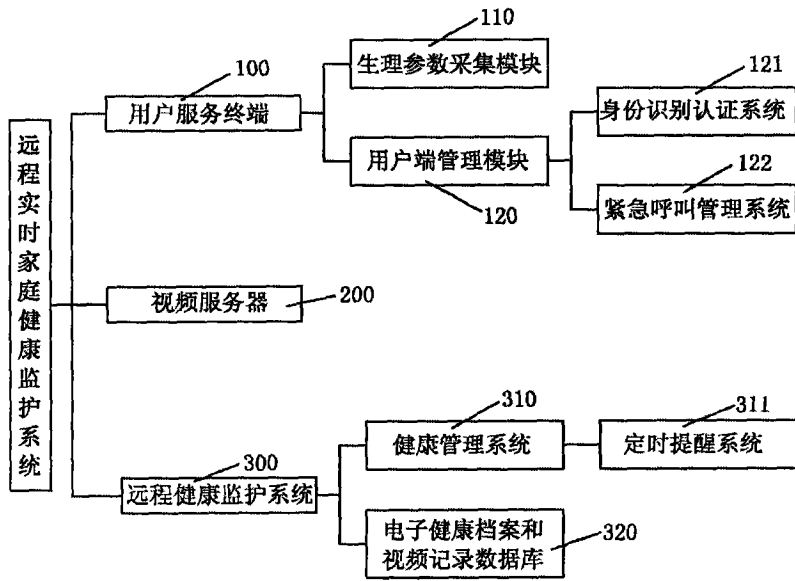 远程实时家庭健康监护系统
100
用户服务终端
110
生理参数采集模块
用户端管理模块
120
121
身份识别认证系统
122
紧急呼叫管理系统
视频服务器
200
300
远程健康监护系统
310
健康管理系统
311
定时提醒系统
电子健康档案和
视频记录数据库
320